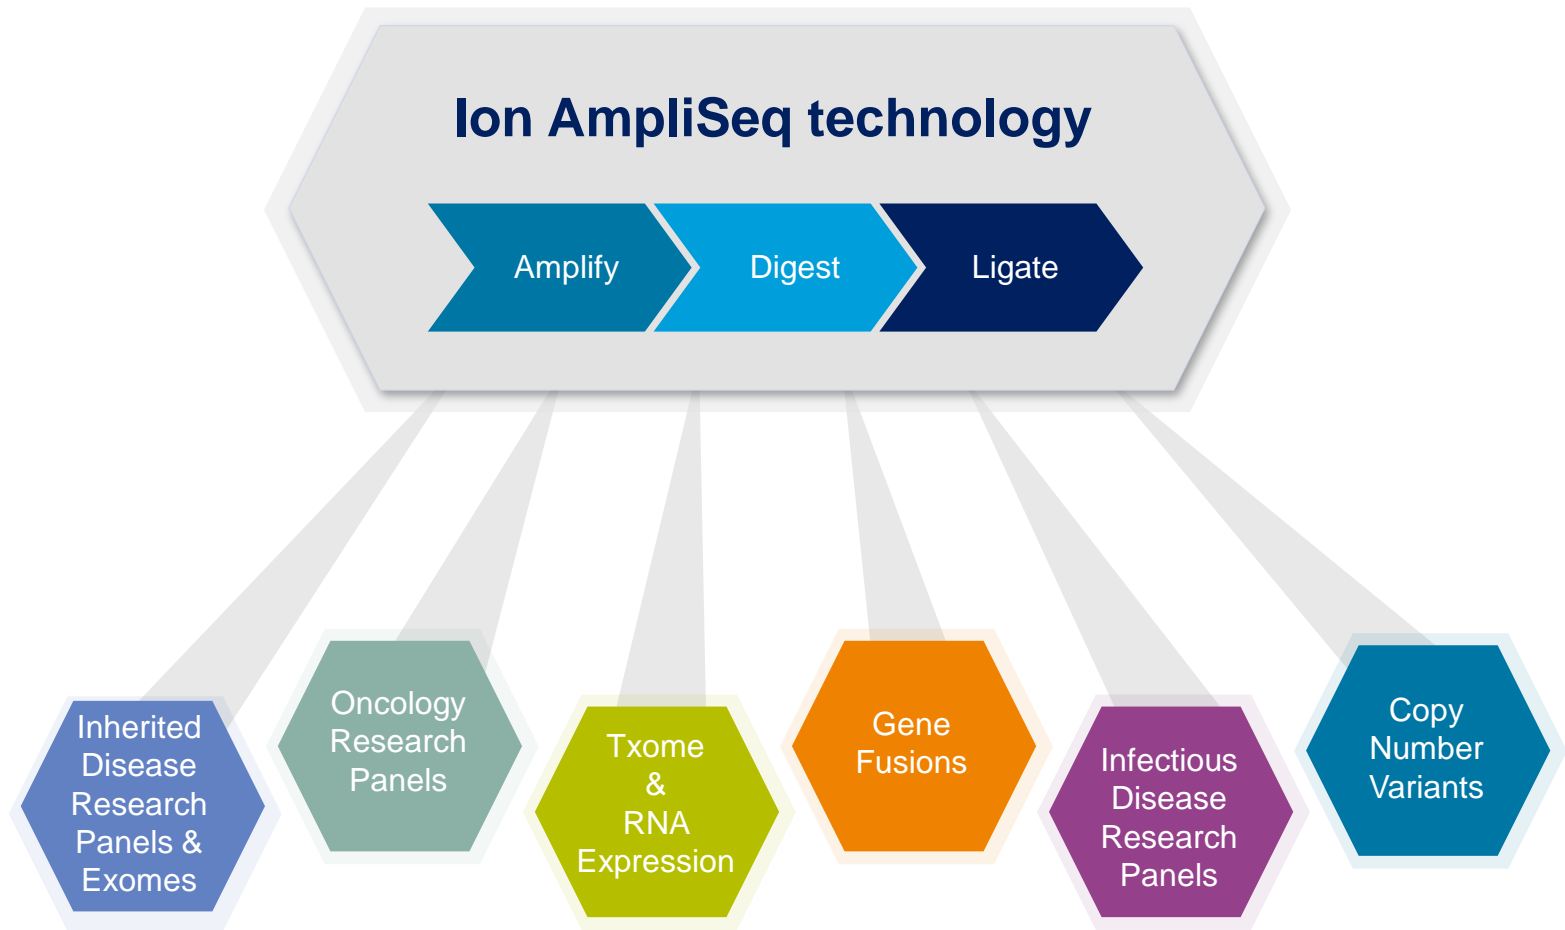 Ion AmpliSeq technology
Amplify
Digest
Ligate
Inherited
Disease
Research
Panels &
Exomes
Oncology
Research
Panels
Txome
&
RNA
Expression
Gene
Fusions
Infectious
Disease
Research
Panels
Copy
Number
Variants